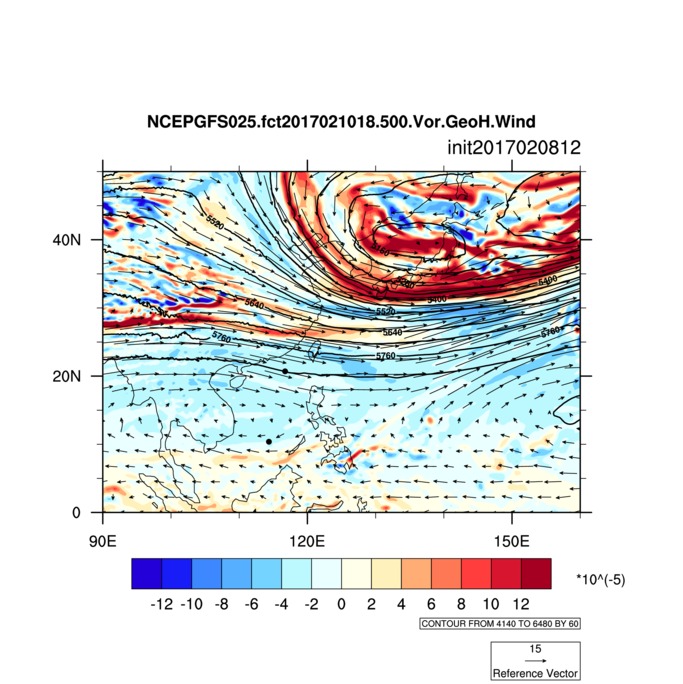 NCEPGFS025.fct2017021018.500.Vor.GeoH.Wind
init2017020812
5520
40N
5400
5400
5640
5520
5640
5760
5760
5760
20N
0
90E 120E 150E
*10^(-5)
-12 -10 -8 -6 -4 -2 0 2 4 6 8 10 12
CONTOUR FROM 4140 TO 6480 BY 60
15
Reference Vector